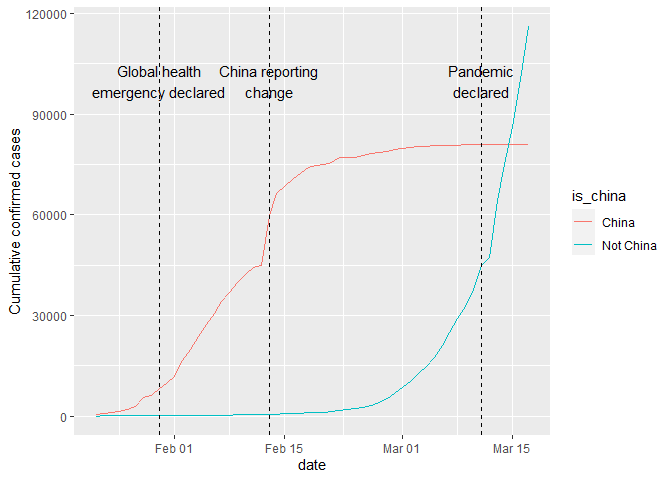 120000
90000
60000
30000
0
Cumulative confirmed cases
Global health
emergency declared
China reporting
change
Pandemic
declared
Feb 01
Feb 15
Mar 01
Mar 15
date
is_china
China
Not China